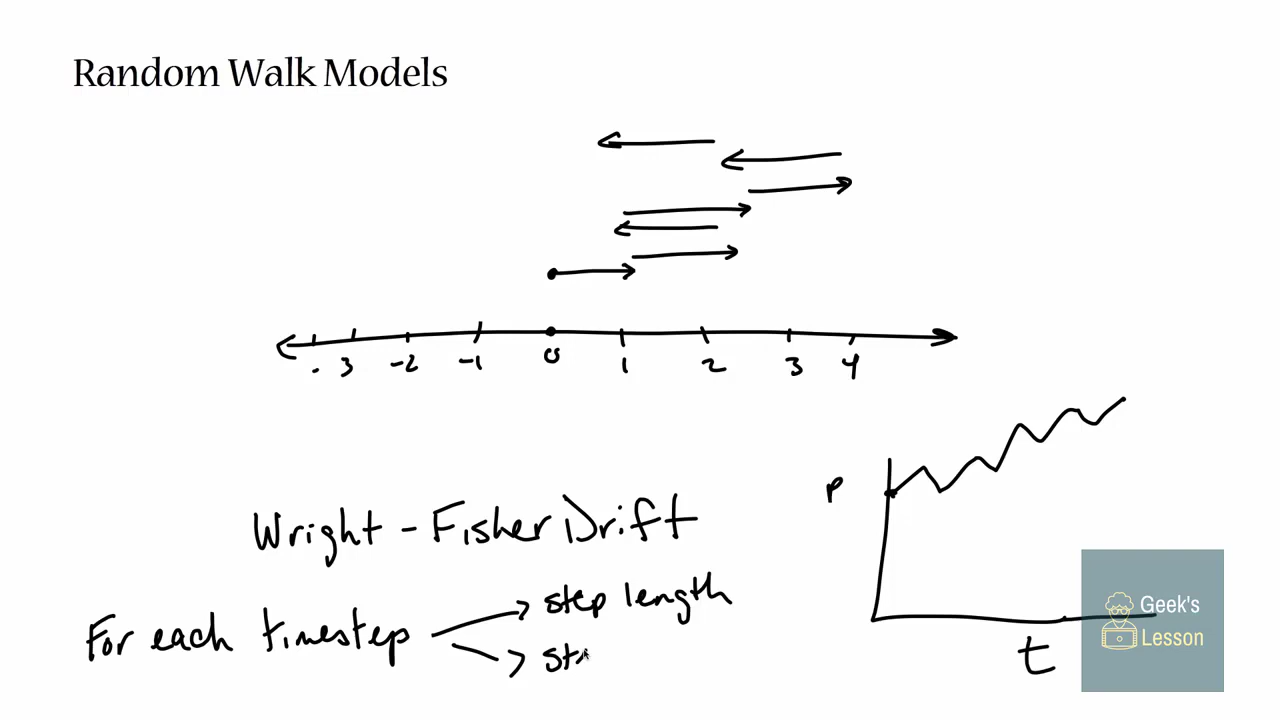 Random Walk Models
-3 -2 -1 0 1 2 3 4
P
Wright - Fisher Drift
For each timestep
step length
st
t
Geek's
Lesson